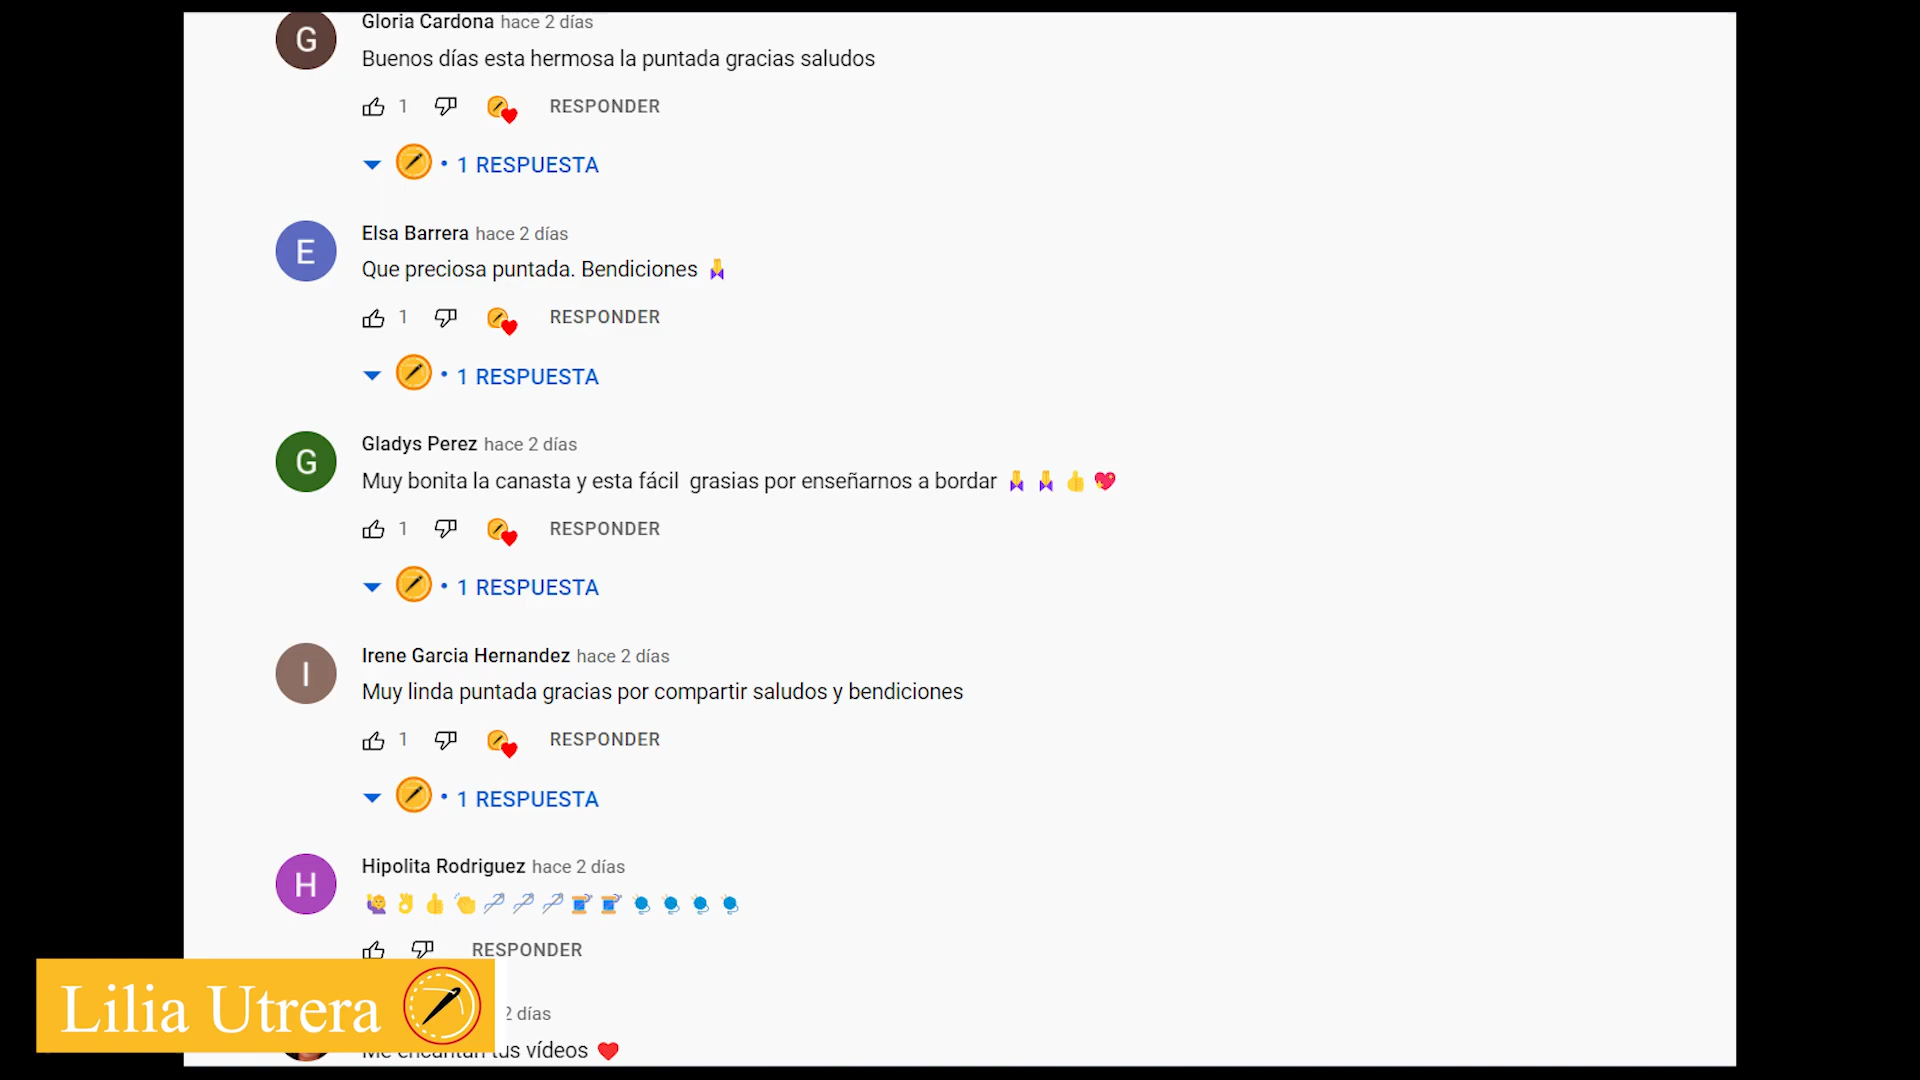 G
Gloria Cardona hace 2 días
Buenos días esta hermosa la puntada gracias saludos
1 RESPONDER
• 1 RESPUESTA
E
Elsa Barrera hace 2 días
Que preciosa puntada. Bendiciones
1 RESPONDER
• 1 RESPUESTA
G
Gladys Perez hace 2 días
Muy bonita la canasta y esta fácil grasias por enseñarnos a bordar
1 RESPONDER
• 1 RESPUESTA
I
Irene Garcia Hernandez hace 2 días
Muy linda puntada gracias por compartir saludos y bendiciones
1 RESPONDER
• 1 RESPUESTA
H
Hipolita Rodriguez hace 2 días
RESPONDER
Lilia Utrera
2 días
Me encantan tus vídeos